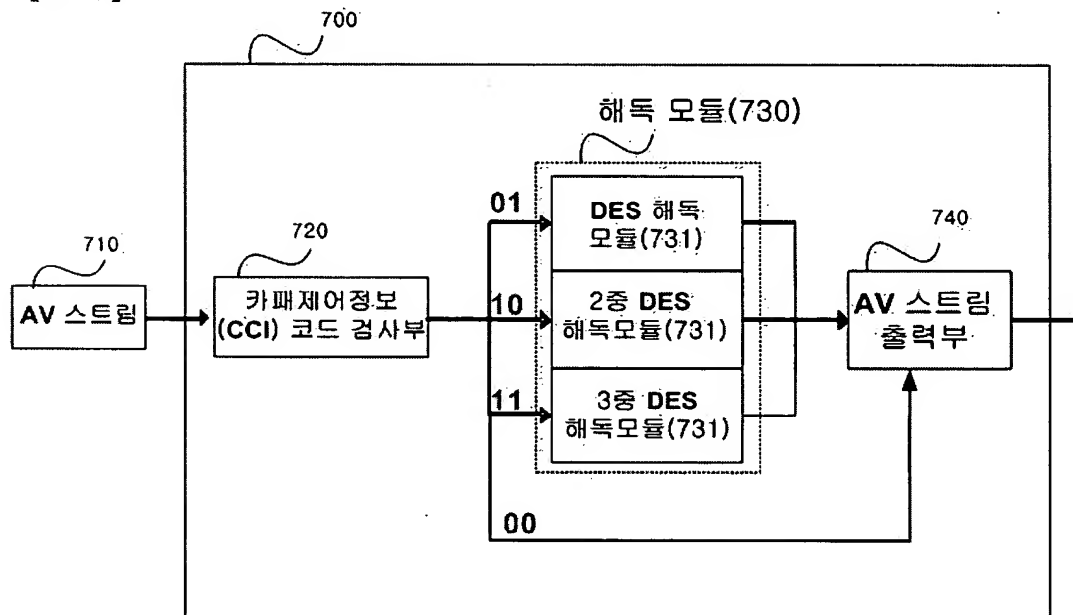 700
해독 모듈(730)
01
DES 해독
모듈(731)
710
720
740
AV 스트림
카패제어정보
(CCI) 코드 검사부
10
2중 DES
해독모듈(731)
AV 스트림
출력부
11
3중 DES
해독모듈(731)
00